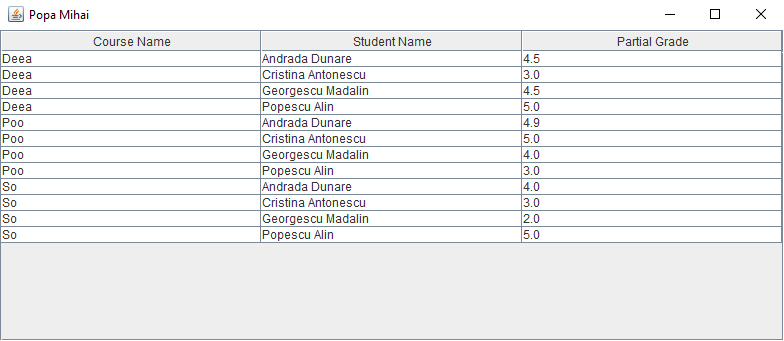 Popa Mihai
Course Name Student Name Partial Grade
Deea Andrada Dunare 4.5
Deea Cristina Antonescu 3.0
Deea Georgescu Madalin 4.5
Deea Popescu Alin 5.0
Poo Andrada Dunare 4.9
Poo Cristina Antonescu 5.0
Poo Georgescu Madalin 4.0
Poo Popescu Alin 3.0
So Andrada Dunare 4.0
So Cristina Antonescu 3.0
So Georgescu Madalin 2.0
So Popescu Alin 5.0